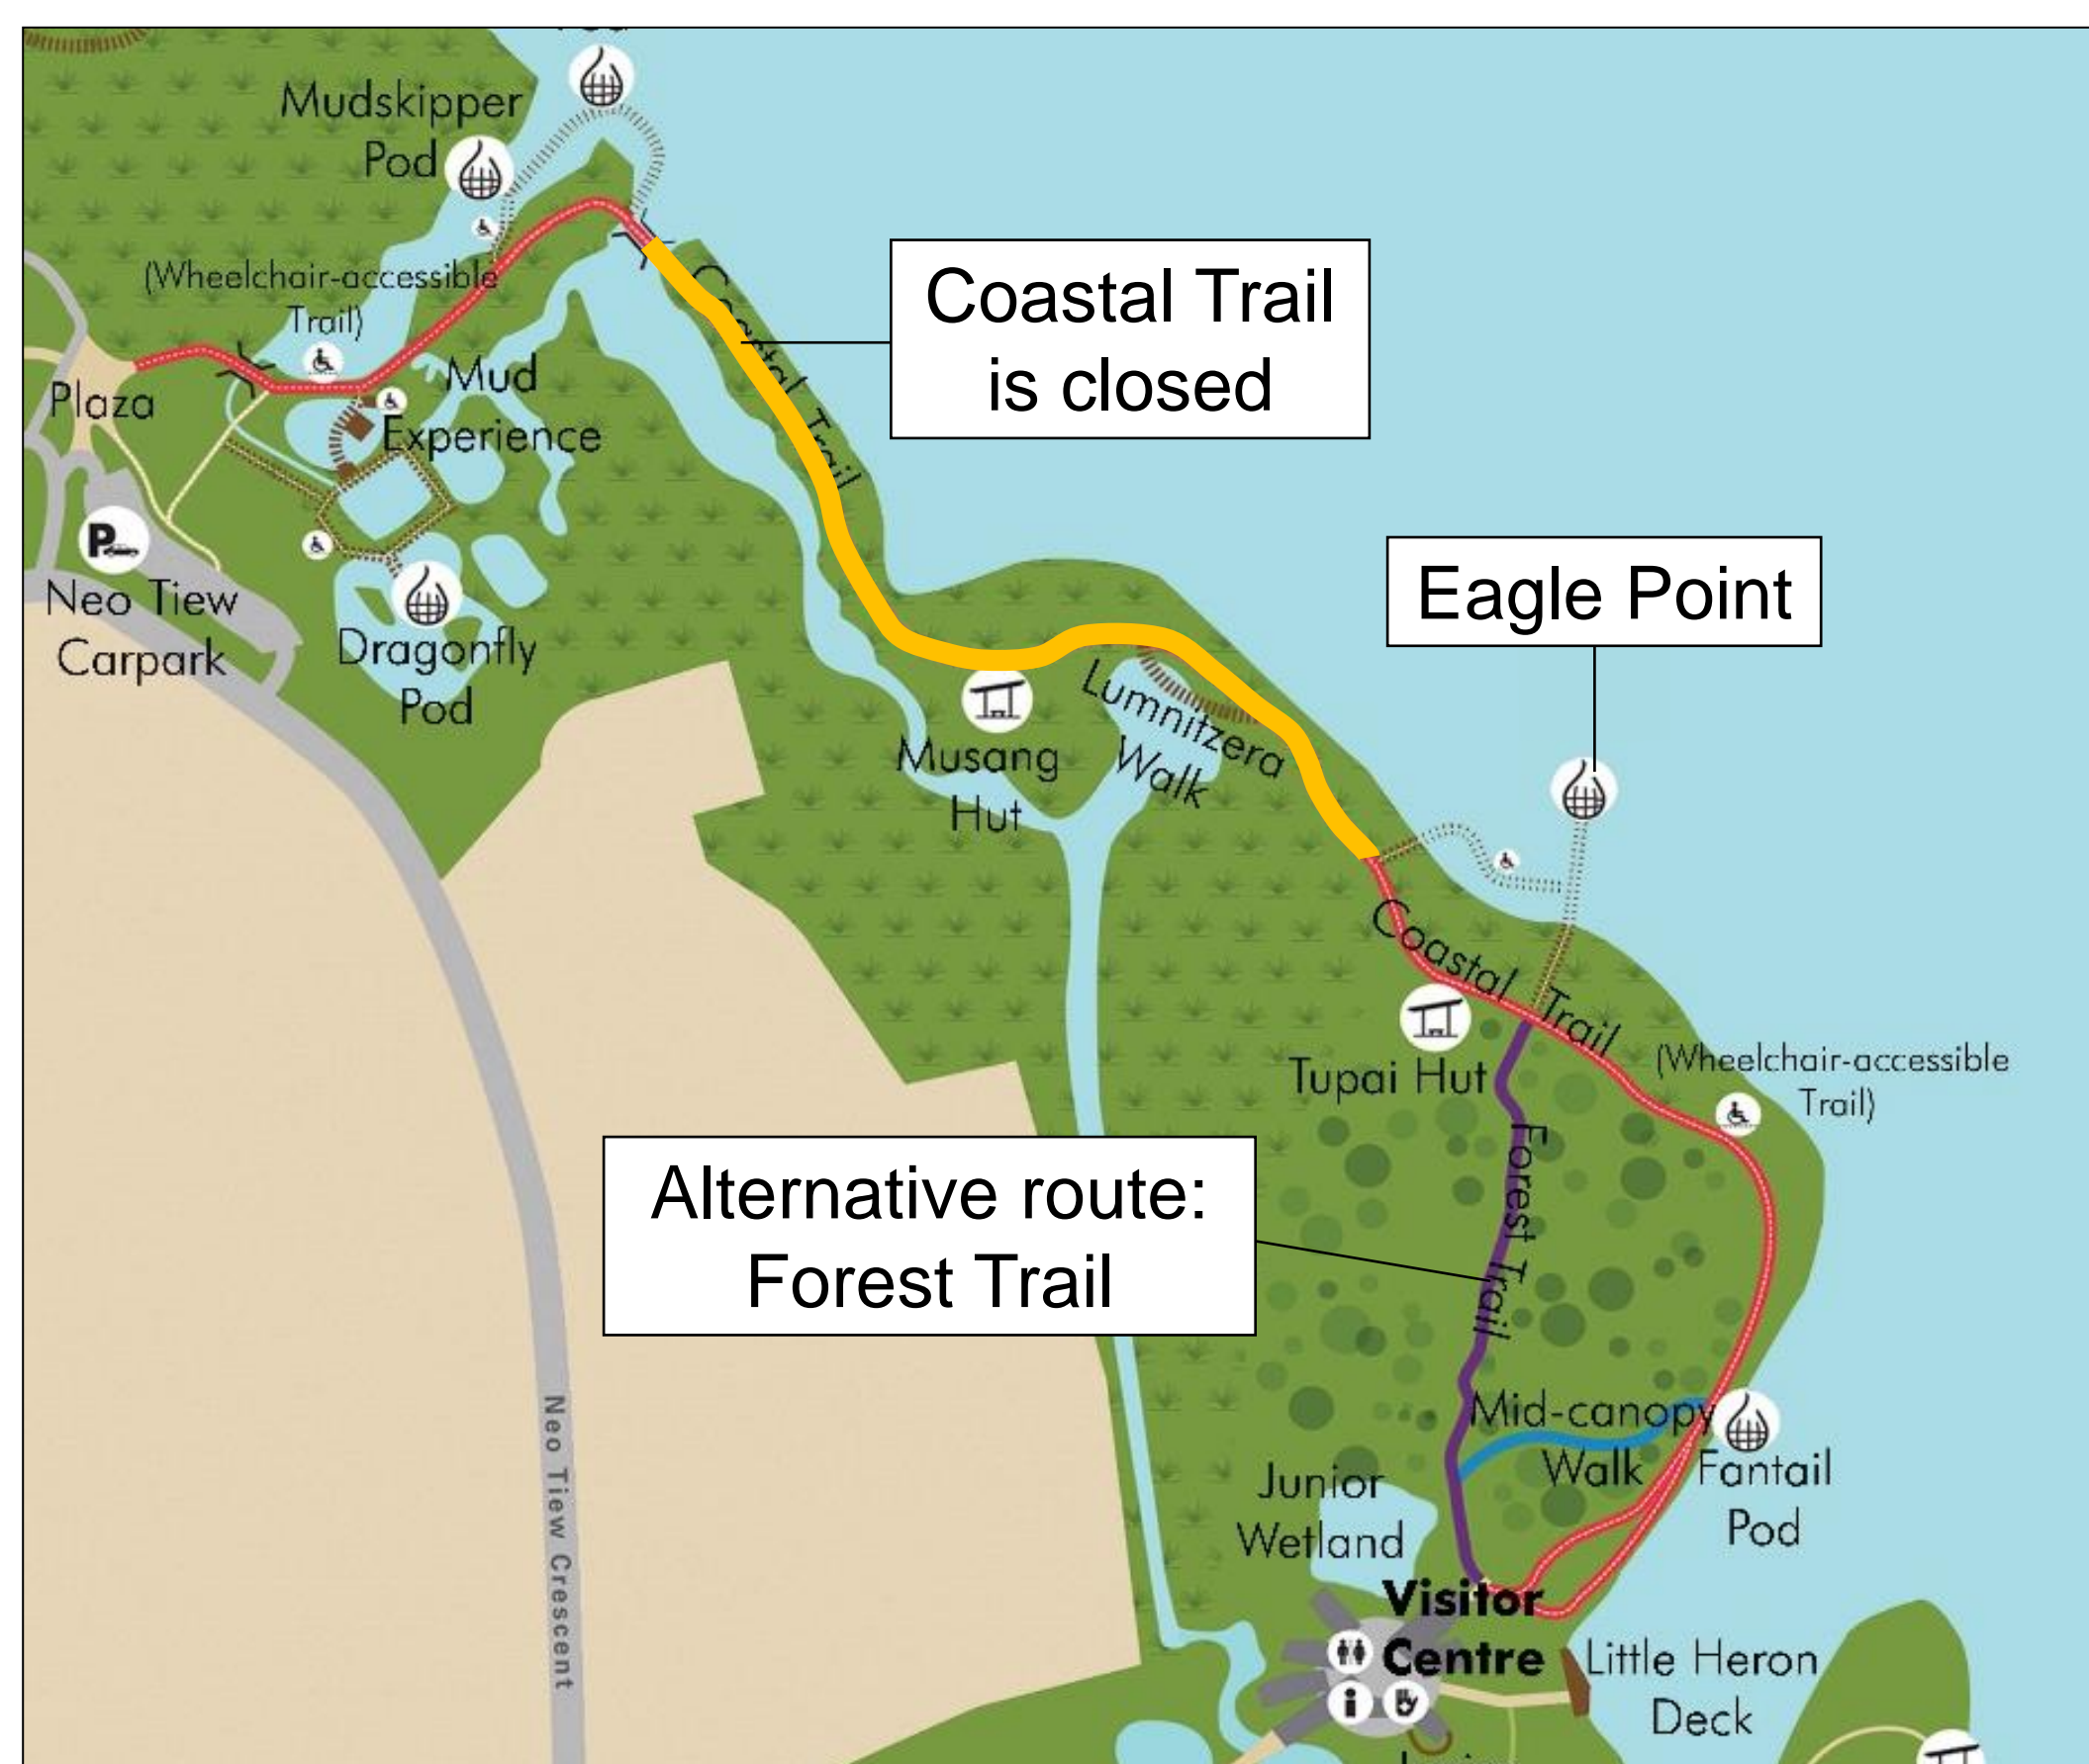 Mudskipper
Pod
(Wheelchair-accessible
Trail)
Plaza
Mud
Experience
P
Neo Tiew
Carpark
Dragonfly
Pod
Coastal Trail
Coastal Trail
is closed
Eagle Point
Musang
Hut
Lumnitzera
Walk
Coastal Trail
Tupai Hut
(Wheelchair-accessible
Trail)
Alternative route:
Forest Trail
Forest Trail
Mid-canopy
Walk
Fantail
Pod
Junior
Wetland
Visitor
Centre
Little Heron
Deck
Neo Tiew Crescent